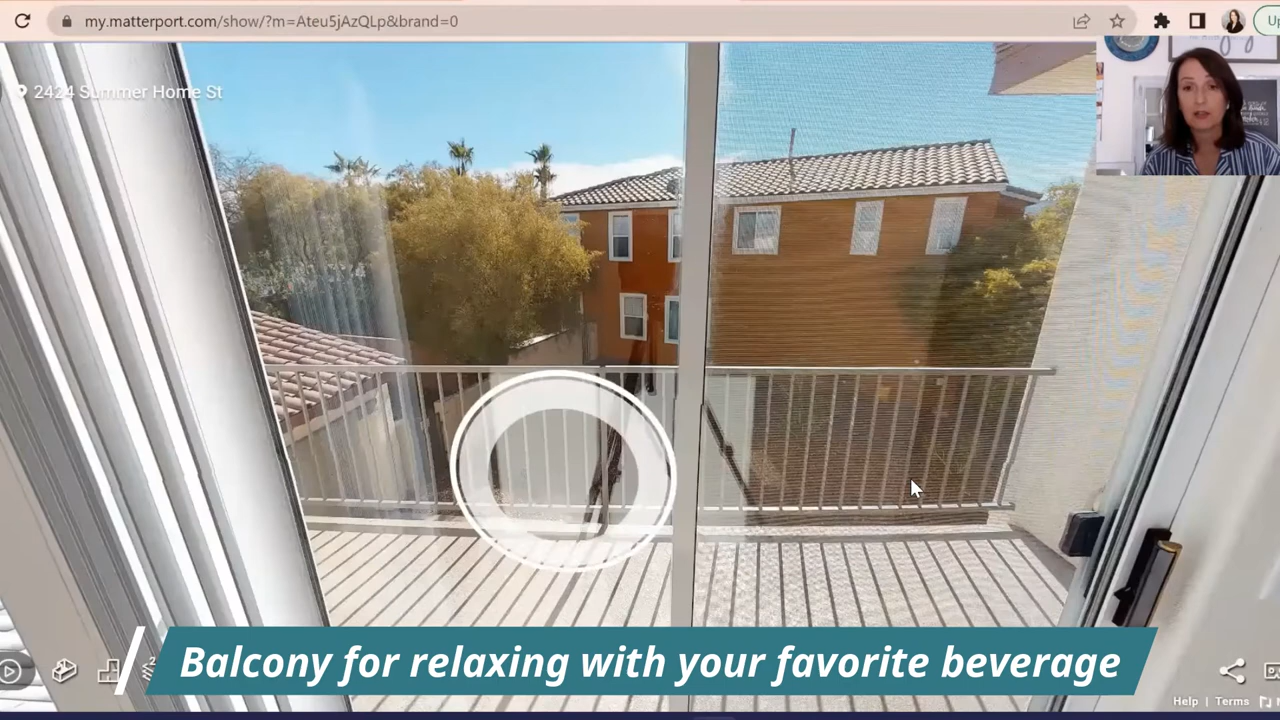 my.matterport.com/show/?m=Ateu5jAzQLp&brand=0
2424 Summer Home St
Balcony for relaxing with your favorite beverage
Help | Terms